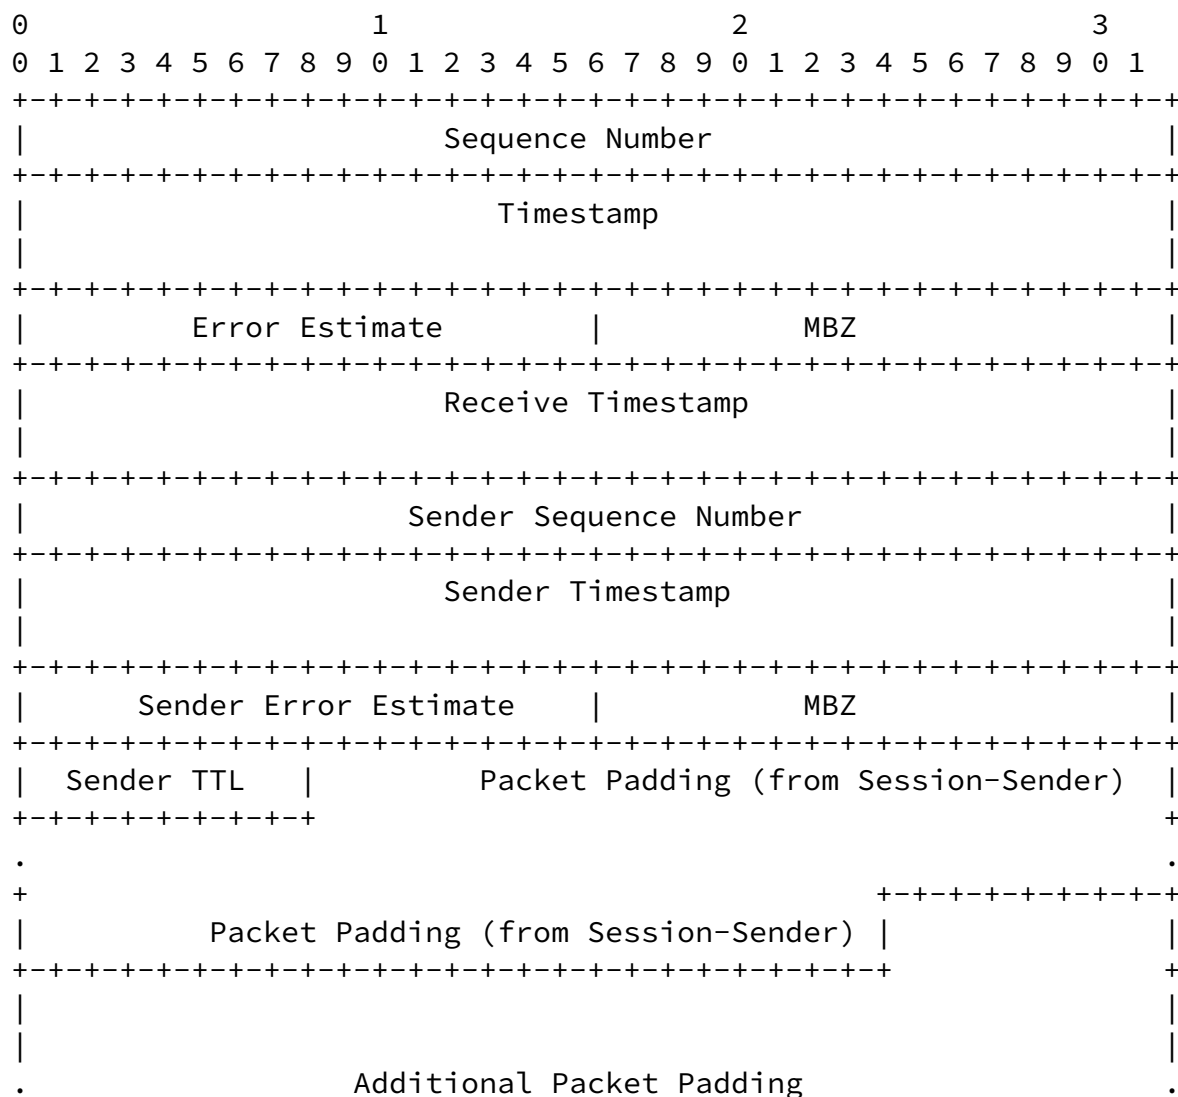 0                   1                   2                   3
0 1 2 3 4 5 6 7 8 9 0 1 2 3 4 5 6 7 8 9 0 1 2 3 4 5 6 7 8 9 0 1
+-+-+-+-+-+-+-+-+-+-+-+-+-+-+-+-+-+-+-+-+-+-+-+-+-+-+-+-+-+-+-+-+
|                       Sequence Number                         |
+-+-+-+-+-+-+-+-+-+-+-+-+-+-+-+-+-+-+-+-+-+-+-+-+-+-+-+-+-+-+-+-+
|                          Timestamp                            |
|                                                               |
+-+-+-+-+-+-+-+-+-+-+-+-+-+-+-+-+-+-+-+-+-+-+-+-+-+-+-+-+-+-+-+-+
|         Error Estimate        |           MBZ                 |
+-+-+-+-+-+-+-+-+-+-+-+-+-+-+-+-+-+-+-+-+-+-+-+-+-+-+-+-+-+-+-+-+
|                       Receive Timestamp                       |
|                                                               |
+-+-+-+-+-+-+-+-+-+-+-+-+-+-+-+-+-+-+-+-+-+-+-+-+-+-+-+-+-+-+-+-+
|                     Sender Sequence Number                    |
+-+-+-+-+-+-+-+-+-+-+-+-+-+-+-+-+-+-+-+-+-+-+-+-+-+-+-+-+-+-+-+-+
|                       Sender Timestamp                        |
|                                                               |
+-+-+-+-+-+-+-+-+-+-+-+-+-+-+-+-+-+-+-+-+-+-+-+-+-+-+-+-+-+-+-+-+
|      Sender Error Estimate    |           MBZ                 |
+-+-+-+-+-+-+-+-+-+-+-+-+-+-+-+-+-+-+-+-+-+-+-+-+-+-+-+-+-+-+-+-+
|  Sender TTL   |         Packet Padding (from Session-Sender)  |
+-+-+-+-+-+-+-+-+                                               +
.                                                               .
+                                               +-+-+-+-+-+-+-+-+
|          Packet Padding (from Session-Sender) |               |
+-+-+-+-+-+-+-+-+-+-+-+-+-+-+-+-+-+-+-+-+-+-+-+-+               +
|                                                               |
|                                                               |
.                  Additional Packet Padding                    .